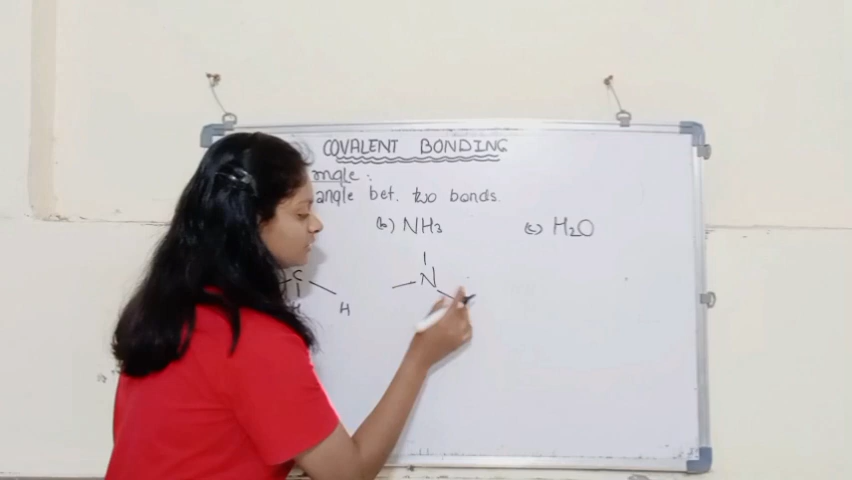 COVALENT BONDING
angle:
angle bet. two bonds.
(b) NH₃ (c) H₂O
C N
H H